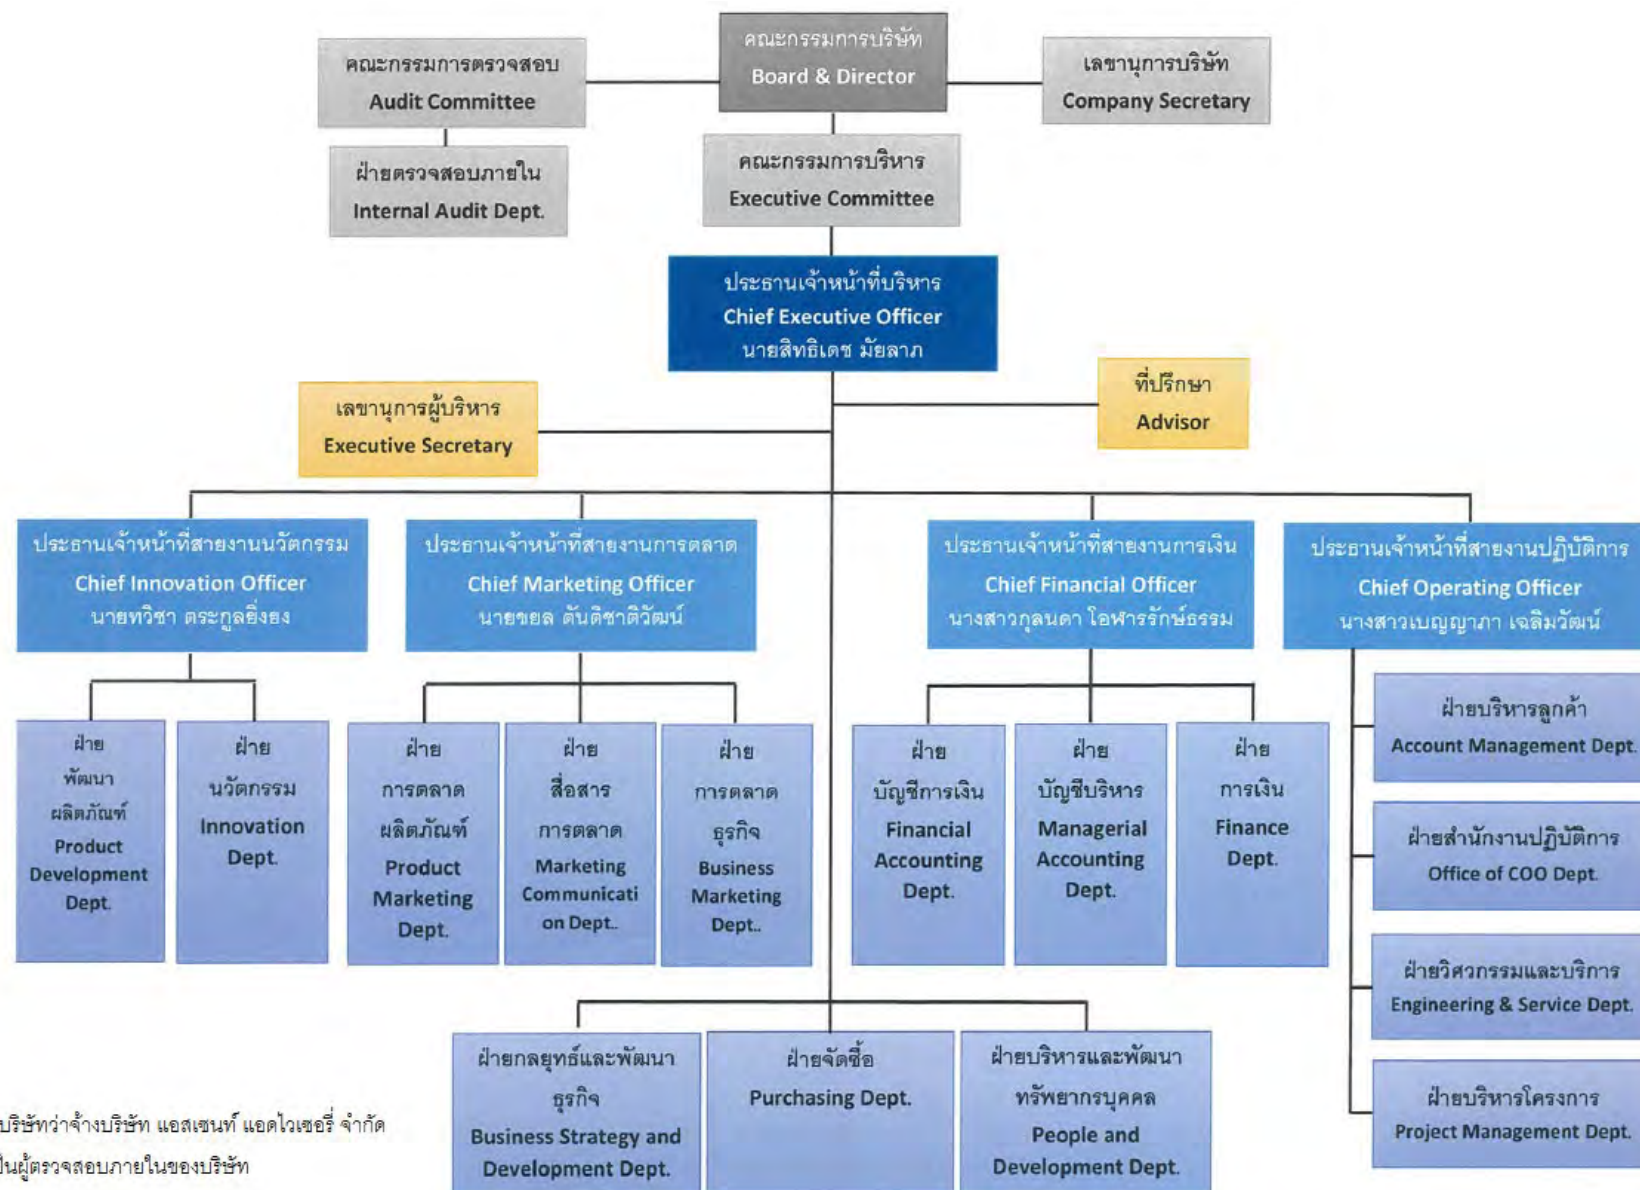 คณะกรรมการบริษัท
Board & Director
คณะกรรมการตรวจสอบ
Audit Committee
เลขานุการบริษัท
Company Secretary
ฝ่ายตรวจสอบภายใน
Internal Audit Dept.
คณะกรรมการบริหาร
Executive Committee
ประธานเจ้าหน้าที่บริหาร
Chief Executive Officer
นายสิทธิเดช มัยลาภ
เลขานุการผู้บริหาร
Executive Secretary
ที่ปรึกษา
Advisor
ประธานเจ้าหน้าที่สายงานนวัตกรรม
Chief Innovation Officer
นายทวิชา ตระกูลยิ่งยง
ประธานเจ้าหน้าที่สายงานการตลาด
Chief Marketing Officer
นายขยล ตันติชาติวัฒน์
ประธานเจ้าหน้าที่สายงานการเงิน
Chief Financial Officer
นางสาวกุลนดา โอฬารรักษ์ธรรม
ประธานเจ้าหน้าที่สายงานปฏิบัติการ
Chief Operating Officer
นางสาวเบญญาภา เฉลิมวัฒน์
ฝ่าย
พัฒนา
ผลิตภัณฑ์
Product
Development
Dept.
ฝ่าย
นวัตกรรม
Innovation
Dept.
ฝ่าย
การตลาด
ผลิตภัณฑ์
Product
Marketing
Dept.
ฝ่าย
สื่อสาร
การตลาด
Marketing
Communicati
on Dept..
ฝ่าย
การตลาด
ธุรกิจ
Business
Marketing
Dept..
ฝ่าย
บัญชีการเงิน
Financial
Accounting
Dept.
ฝ่าย
บัญชีบริหาร
Managerial
Accounting
Dept.
ฝ่าย
การเงิน
Finance
Dept.
ฝ่ายบริหารลูกค้า
Account Management Dept.
ฝ่ายสำนักงานปฏิบัติการ
Office of COO Dept.
ฝ่ายวิศวกรรมและบริการ
Engineering & Service Dept.
ฝ่ายบริหารโครงการ
Project Management Dept.
ฝ่ายกลยุทธ์และพัฒนา
ธุรกิจ
Business Strategy and
Development Dept.
ฝ่ายจัดซื้อ
Purchasing Dept.
ฝ่ายบริหารและพัฒนา
ทรัพยากรบุคคล
People and
Development Dept.
บริษัทว่าจ้างบริษัท แอสเซนท์ แอดไวเซอรี่ จำกัด
เป็นผู้ตรวจสอบภายในของบริษัท